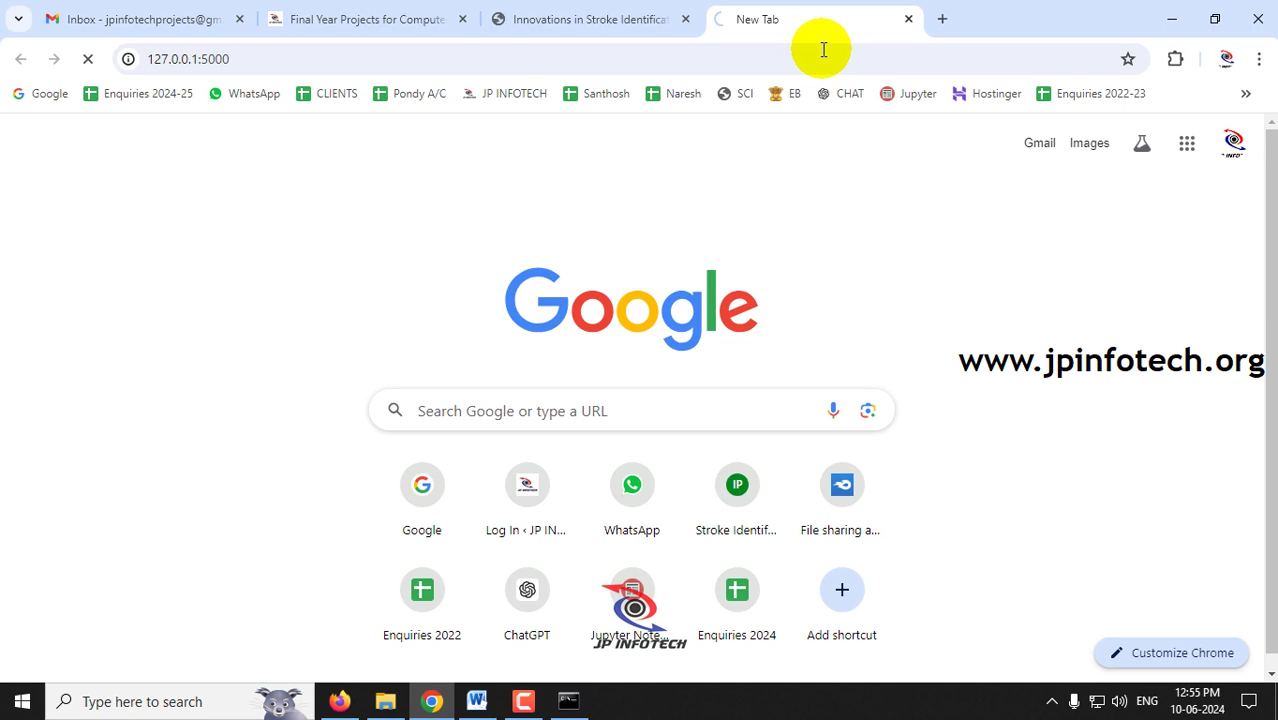 Inbox - jpinfotechprojects@gm
Final Year Projects for Compute
Innovations in Stroke Identificat
New Tab
127.0.0.1:5000
Google
Enquiries 2024-25
WhatsApp
CLIENTS
Pondy A/C
JP INFOTECH
Santhosh
Naresh
SCI
EB
CHAT
Jupyter
Hostinger
Enquiries 2022-23
»
Gmail
Images
"INFO"
Google
www.jpinfotech.org
Search Google or type a URL
IP
Google
Log In ‹ JP IN...
WhatsApp
Stroke Identif...
File sharing a...
Enquiries 2022
ChatGPT
Jupyter Note...
Enquiries 2024
Add shortcut
JP INFOTECH
Customize Chrome
Type here to search
ENG
12:55 PM
10-06-2024